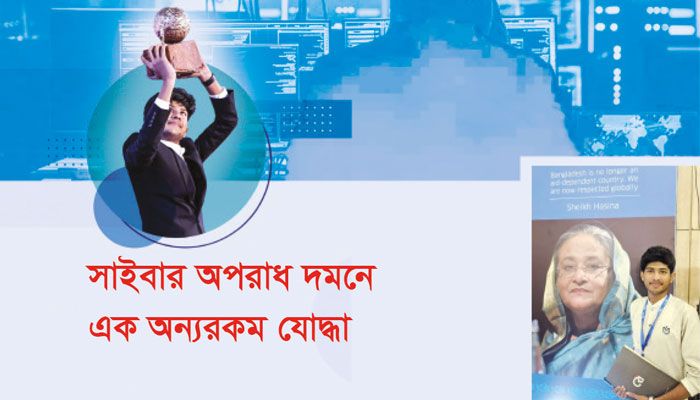 সাইবার অপরাধ দমনে
এক অন্যরকম যোদ্ধা
Bangladesh is no longer an
aid-dependent country. We
are now respected globally
Sheikh Hasina